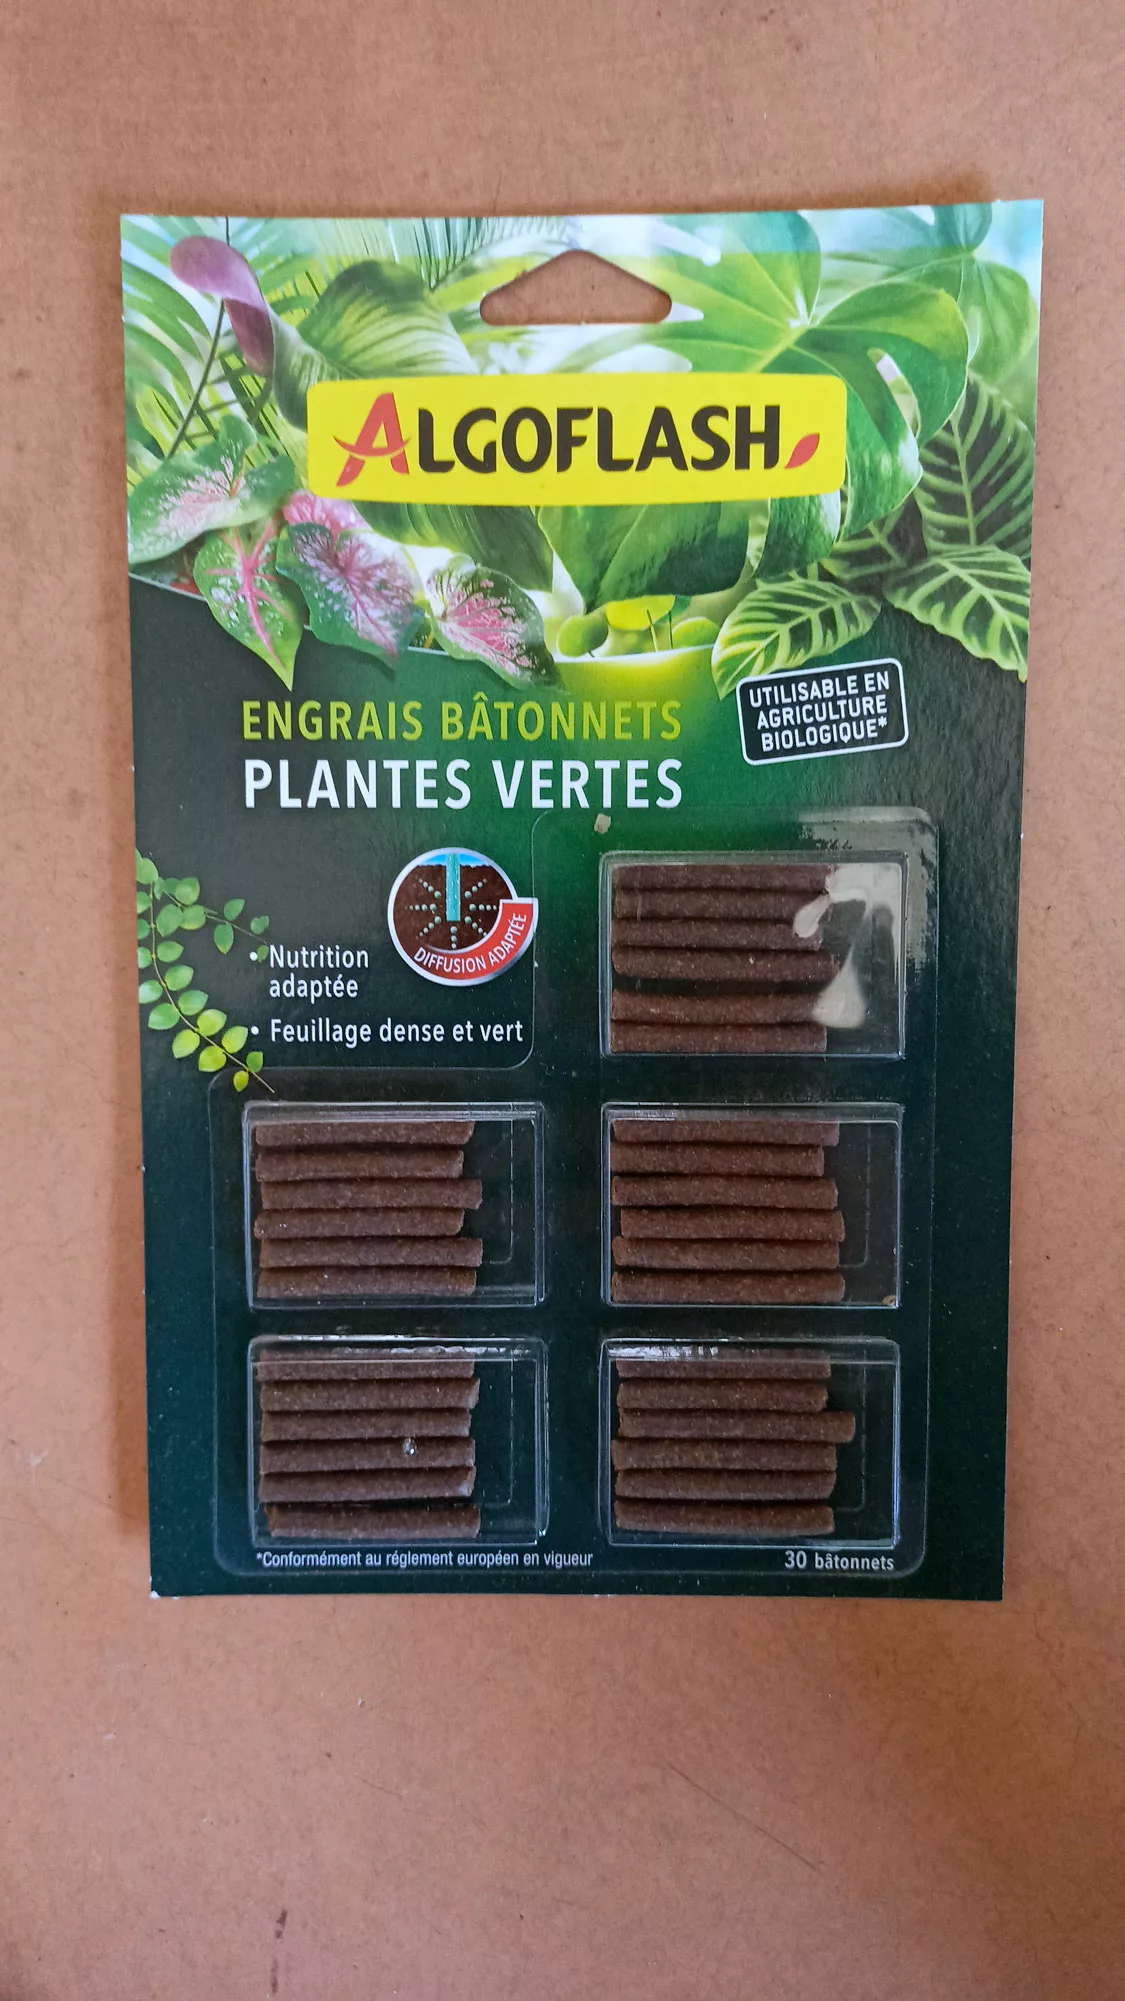 ALGOFLASH
ENGRAIS BÂTONNETS
PLANTES VERTES
UTILISABLE EN
AGRICULTURE
BIOLOGIQUE*
DIFFUSION ADAPTÉE
• Nutrition
adaptée
• Feuillage dense et vert
*Conformément au réglement européen en vigueur
30 bâtonnets